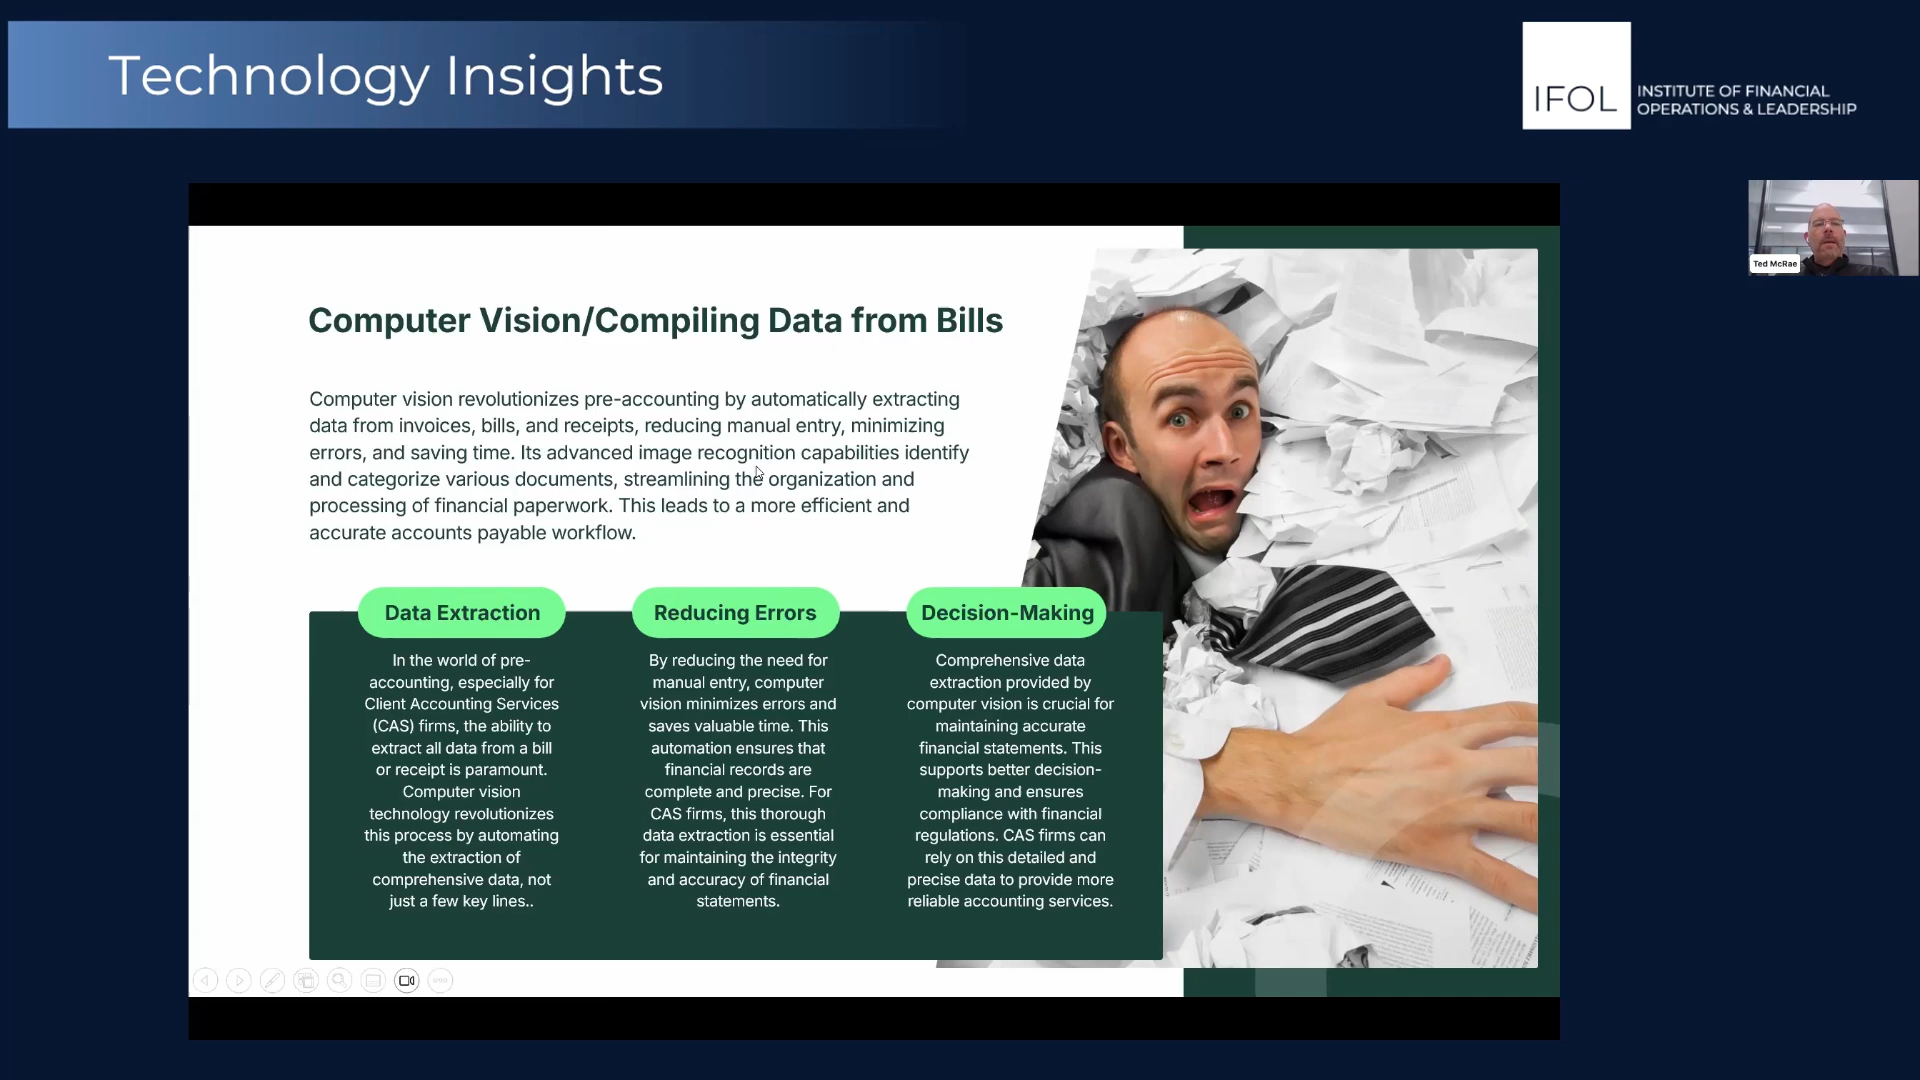 Technology Insights
IFOL
INSTITUTE OF FINANCIAL
OPERATIONS & LEADERSHIP
Ted McRae
Computer Vision/Compiling Data from Bills
Computer vision revolutionizes pre-accounting by automatically extracting
data from invoices, bills, and receipts, reducing manual entry, minimizing
errors, and saving time. Its advanced image recognition capabilities identify
and categorize various documents, streamlining the organization and
processing of financial paperwork. This leads to a more efficient and
accurate accounts payable workflow.
Data Extraction
In the world of pre-
accounting, especially for
Client Accounting Services
(CAS) firms, the ability to
extract all data from a bill
or receipt is paramount.
Computer vision
technology revolutionizes
this process by automating
the extraction of
comprehensive data, not
just a few key lines..
Reducing Errors
By reducing the need for
manual entry, computer
vision minimizes errors and
saves valuable time. This
automation ensures that
financial records are
complete and precise. For
CAS firms, this thorough
data extraction is essential
for maintaining the integrity
and accuracy of financial
statements.
Decision-Making
Comprehensive data
extraction provided by
computer vision is crucial for
maintaining accurate
financial statements. This
supports better decision-
making and ensures
compliance with financial
regulations. CAS firms can
rely on this detailed and
precise data to provide more
reliable accounting services.